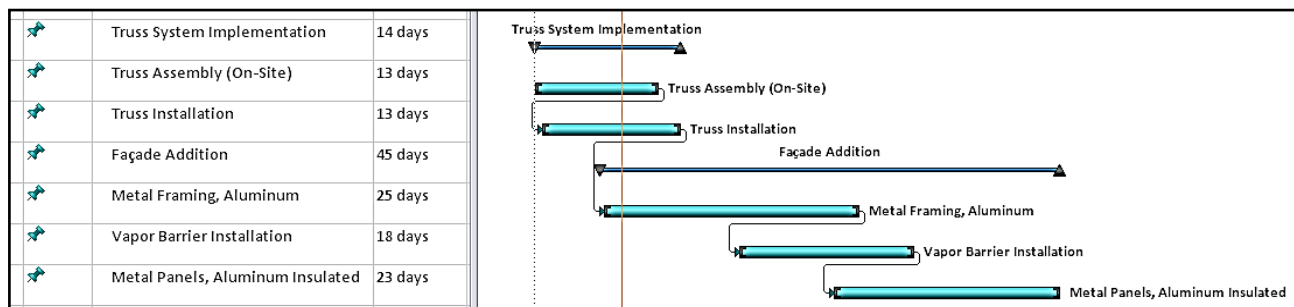 Truss System Implementation 14 days Truss System Implementation
Truss Assembly (On-Site) 13 days Truss Assembly (On-Site)
Truss Installation 13 days Truss Installation
Façade Addition 45 days Façade Addition
Metal Framing, Aluminum 25 days Metal Framing, Aluminum
Vapor Barrier Installation 18 days Vapor Barrier Installation
Metal Panels, Aluminum Insulated 23 days Metal Panels, Aluminum Insulated